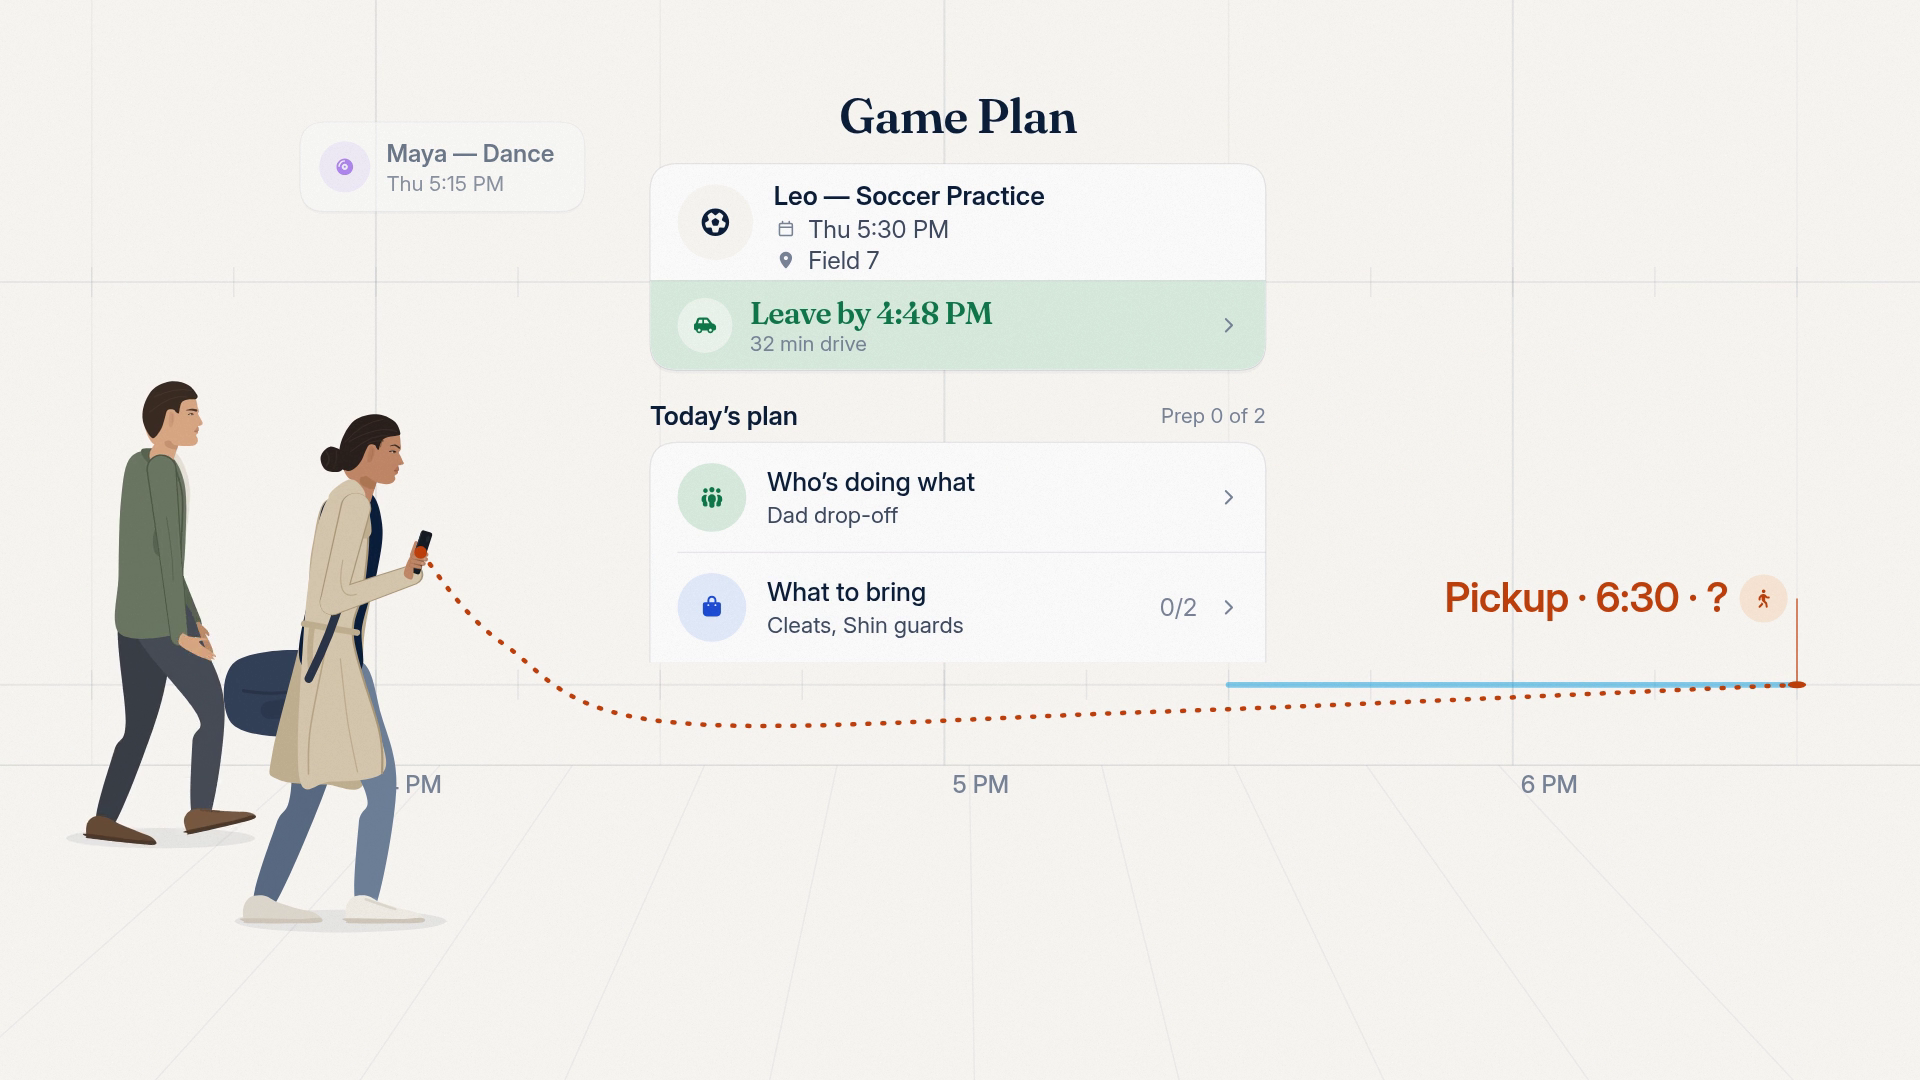 Game Plan
Maya — Dance
Thu 5:15 PM
Leo — Soccer Practice
Thu 5:30 PM
Field 7
Leave by 4:48 PM
32 min drive
Today’s plan
Prep 0 of 2
Who’s doing what
Dad drop-off
What to bring
Cleats, Shin guards
0/2
Pickup · 6:30 · ?
PM
5 PM
6 PM